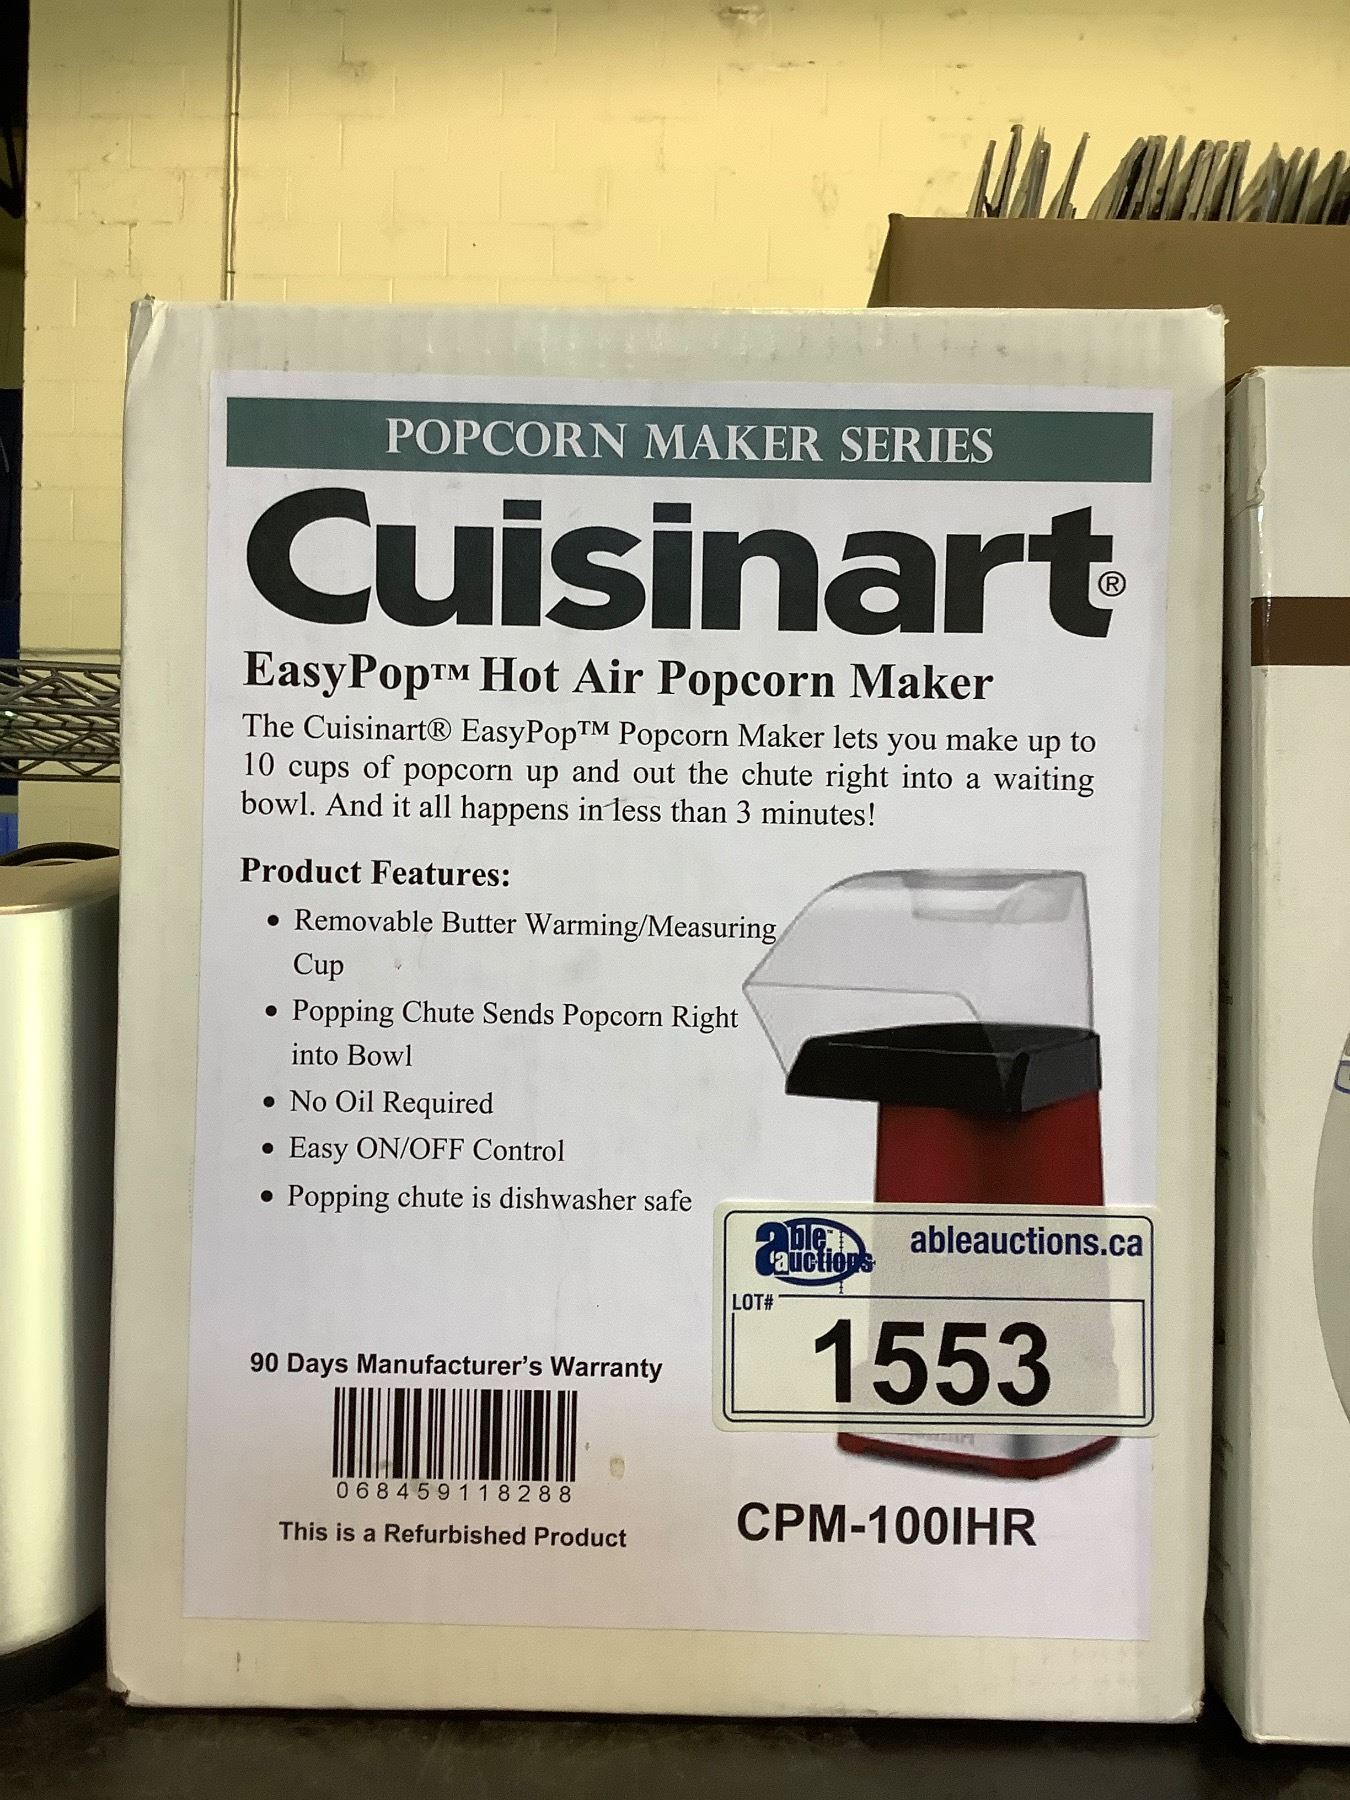 POPCORN MAKER SERIES
Cuisinart®
EasyPop™ Hot Air Popcorn Maker
The Cuisinart® EasyPop™ Popcorn Maker lets you make up to
10 cups of popcorn up and out the chute right into a waiting
bowl. And it all happens in less than 3 minutes!
Product Features:
• Removable Butter Warming/Measuring
Cup
• Popping Chute Sends Popcorn Right
into Bowl
• No Oil Required
• Easy ON/OFF Control
• Popping chute is dishwasher safe
able auctions™
ableauctions.ca
LOT#
1553
90 Days Manufacturer's Warranty
068459118288
This is a Refurbished Product
CPM-100IHR